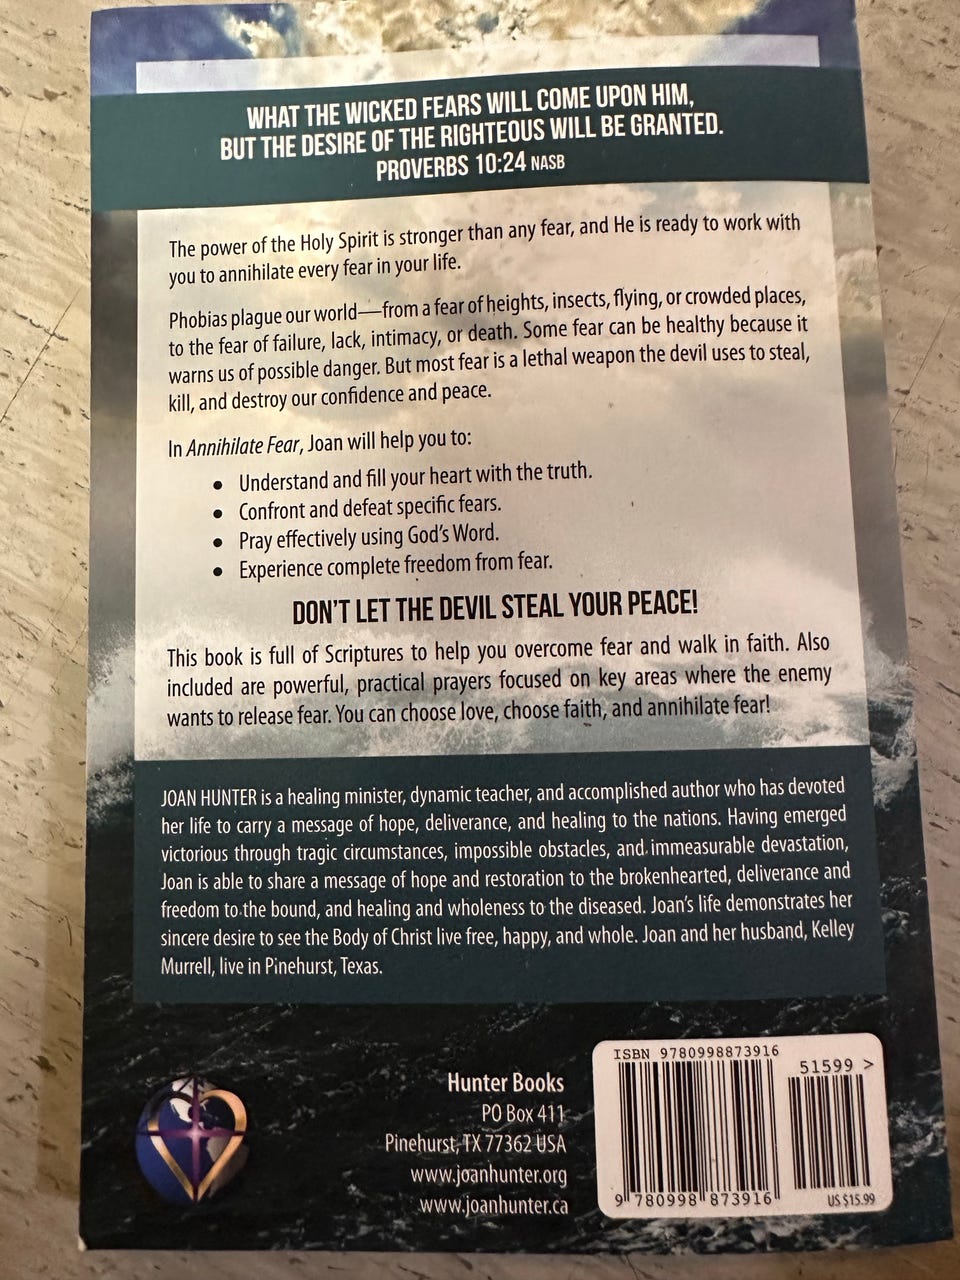 WHAT THE WICKED FEARS WILL COME UPON HIM,
BUT THE DESIRE OF THE RIGHTEOUS WILL BE GRANTED.
PROVERBS 10:24 NASB
The power of the Holy Spirit is stronger than any fear, and He is ready to work with
you to annihilate every fear in your life.
Phobias plague our world—from a fear of heights, insects, flying, or crowded places,
to the fear of failure, lack, intimacy, or death. Some fear can be healthy because it
warns us of possible danger. But most fear is a lethal weapon the devil uses to steal,
kill, and destroy our confidence and peace.
In Annihilate Fear, Joan will help you to:
• Understand and fill your heart with the truth.
• Confront and defeat specific fears.
• Pray effectively using God's Word.
• Experience complete freedom from fear.
DON'T LET THE DEVIL STEAL YOUR PEACE!
This book is full of Scriptures to help you overcome fear and walk in faith. Also
included are powerful, practical prayers focused on key areas where the enemy
wants to release fear. You can choose love, choose faith, and annihilate fear!
JOAN HUNTER is a healing minister, dynamic teacher, and accomplished author who has devoted
her life to carry a message of hope, deliverance, and healing to the nations. Having emerged
victorious through tragic circumstances, impossible obstacles, and immeasurable devastation,
Joan is able to share a message of hope and restoration to the brokenhearted, deliverance and
freedom to the bound, and healing and wholeness to the diseased. Joan's life demonstrates her
sincere desire to see the Body of Christ live free, happy, and whole. Joan and her husband, Kelley
Murrell, live in Pinehurst, Texas.
Hunter Books
PO Box 411
Pinehurst, TX 77362 USA
www.joanhunter.org
www.joanhunter.ca
ISBN 9780998873916
51599 >
9 780998 873916
US $15.99